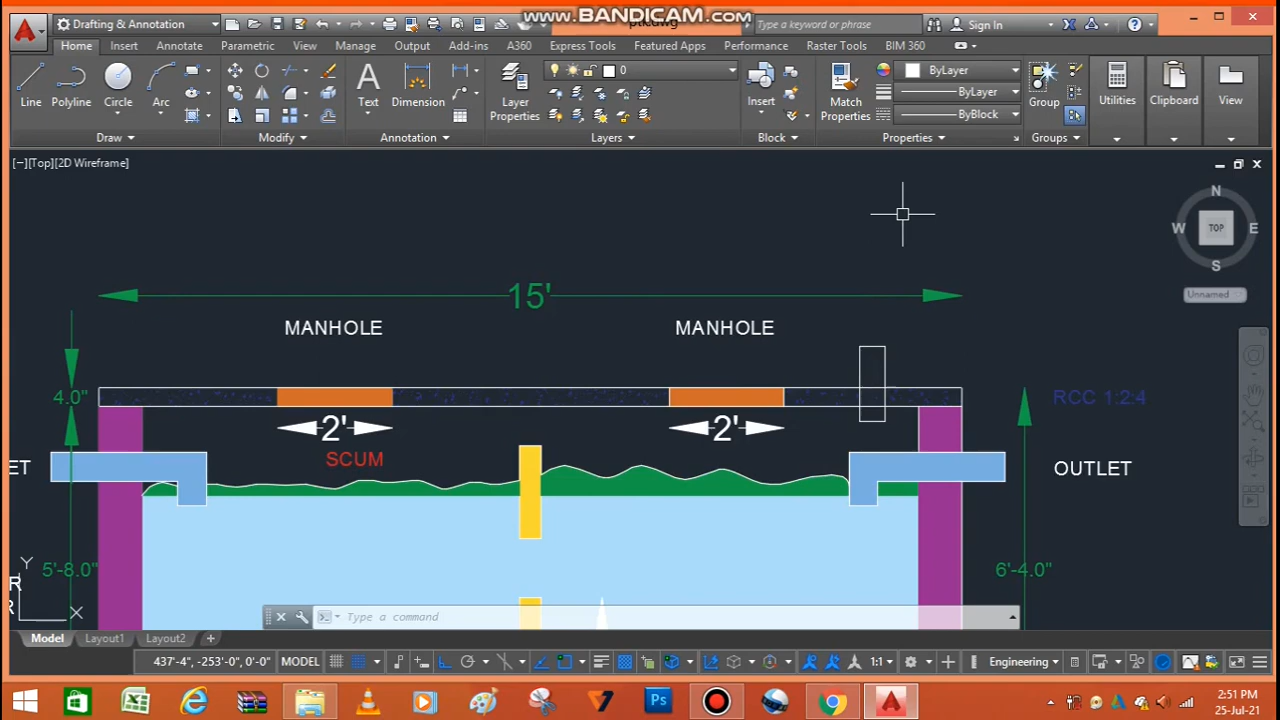 www.BANDICAM.com
Drafting & Annotation
Type a keyword or phrase
Sign In
Home Insert Annotate Parametric View Manage Output Add-ins A360 Express Tools Featured Apps Performance Raster Tools BIM 360
0
ByLayer
ByLayer
ByBlock
Line Polyline Circle Arc
Text Dimension
Layer Properties
Insert
Match Properties
Group
Utilities Clipboard View
Draw Modify Annotation Layers Block Properties Groups
[−][Top][2D Wireframe]
N
W TOP E
S
Unnamed
15'
MANHOLE MANHOLE
4.0" RCC 1:2:4
2' 2'
SCUM
ET OUTLET
5'-8.0" 6'-4.0"
Y
R
X
R
Type a command
Model Layout1 Layout2 +
437'-4", -253'-0", 0'-0" MODEL 1:1 Engineering
Ps
2:51 PM
25-Jul-21